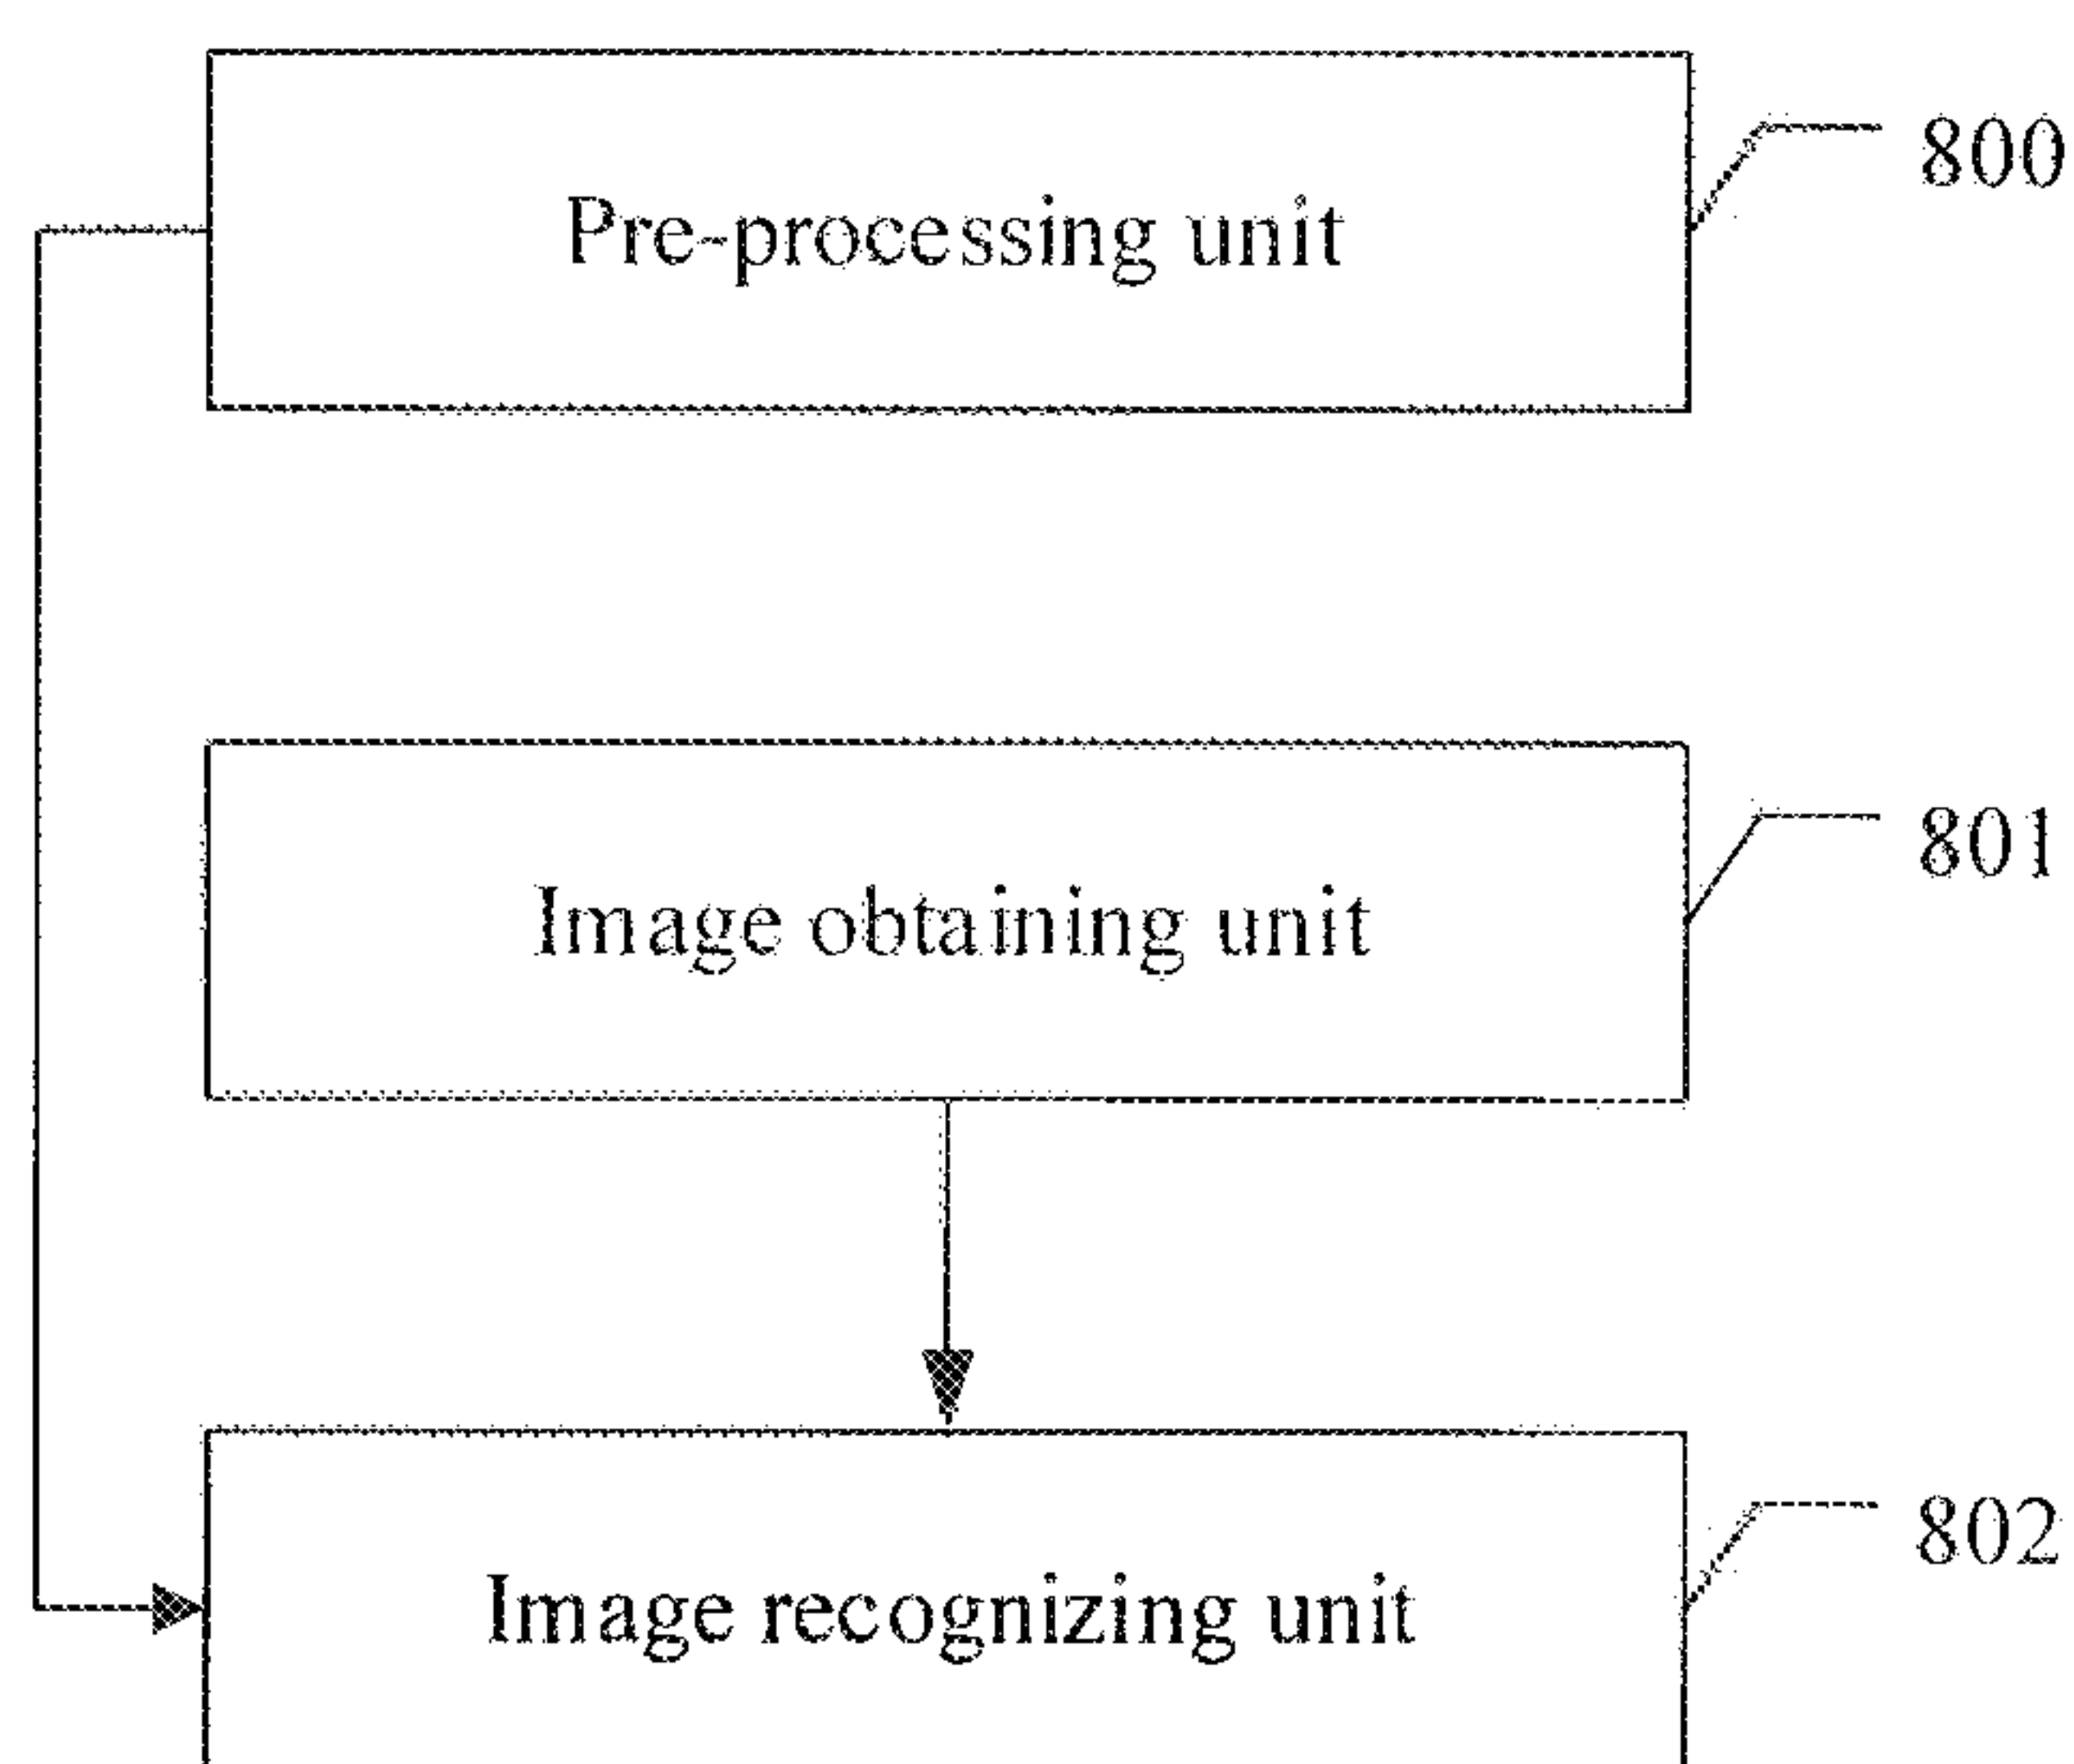 Pre-processing unit
800
Image obtaining unit
801
Image recognizing unit
802